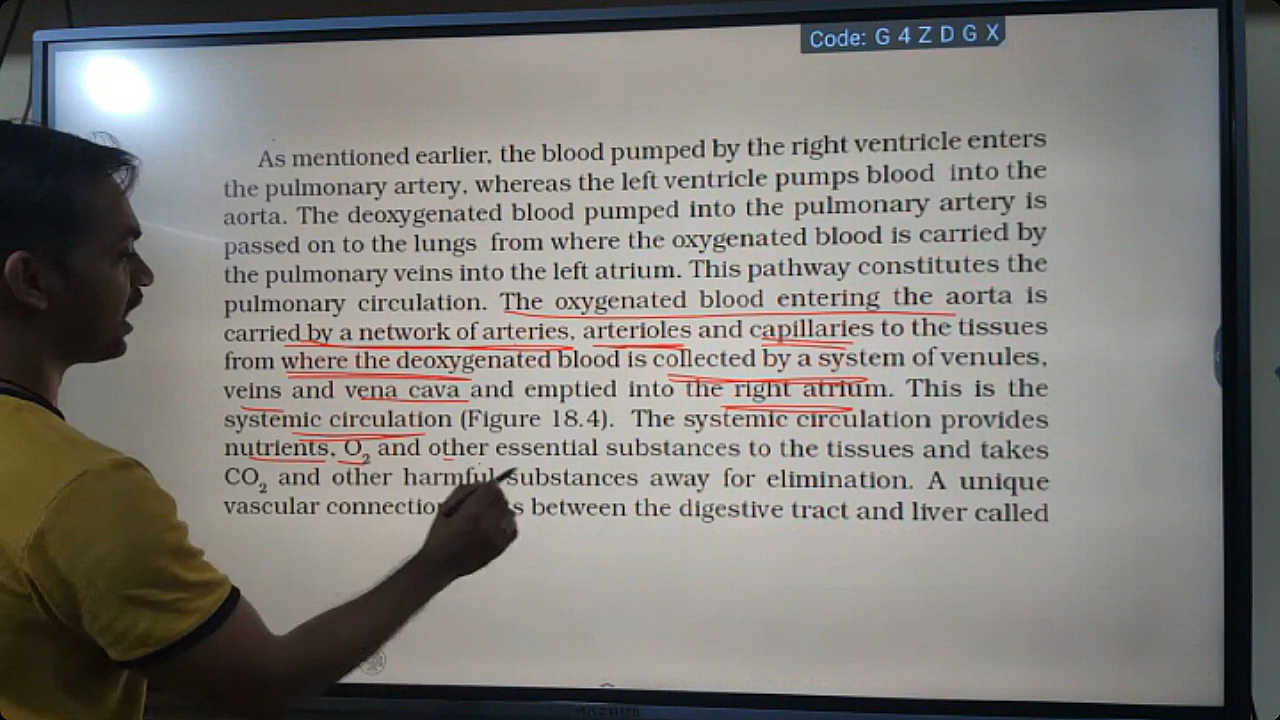 Code: G 4 Z D G X
As mentioned earlier, the blood pumped by the right ventricle enters
the pulmonary artery, whereas the left ventricle pumps blood into the
aorta. The deoxygenated blood pumped into the pulmonary artery is
passed on to the lungs from where the oxygenated blood is carried by
the pulmonary veins into the left atrium. This pathway constitutes the
pulmonary circulation. The oxygenated blood entering the aorta is
carried by a network of arteries, arterioles and capillaries to the tissues
from where the deoxygenated blood is collected by a system of venules,
veins and vena cava and emptied into the right atrium. This is the
systemic circulation (Figure 18.4). The systemic circulation provides
nutrients, O₂ and other essential substances to the tissues and takes
CO₂ and other harmful substances away for elimination. A unique
vascular connection between the digestive tract and liver called